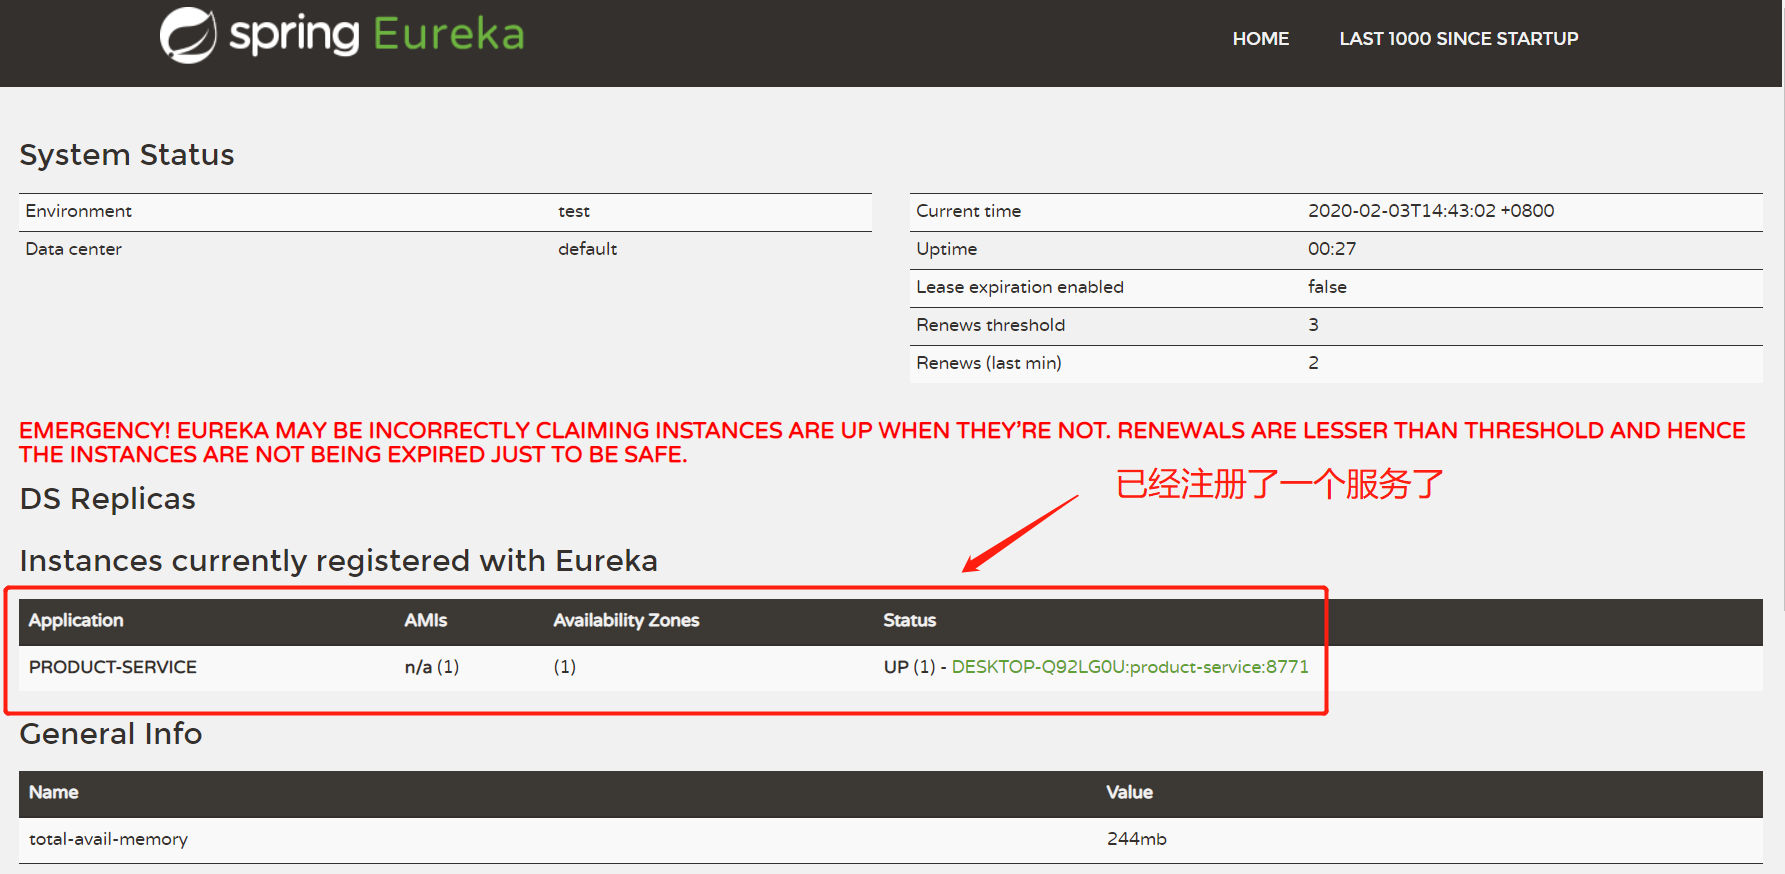 spring Eureka
HOME LAST 1000 SINCE STARTUP
System Status
Environment test
Data center default
Current time 2020-02-03T14:43:02 +0800
Uptime 00:27
Lease expiration enabled false
Renews threshold 3
Renews (last min) 2
EMERGENCY! EUREKA MAY BE INCORRECTLY CLAIMING INSTANCES ARE UP WHEN THEY'RE NOT. RENEWALS ARE LESSER THAN THRESHOLD AND HENCE
THE INSTANCES ARE NOT BEING EXPIRED JUST TO BE SAFE.
已经注册了一个服务了
DS Replicas
Instances currently registered with Eureka
Application AMIs Availability Zones Status
PRODUCT-SERVICE n/a (1) (1) UP (1) - DESKTOP-Q92LG0U:product-service:8771
General Info
Name Value
total-avail-memory 244mb